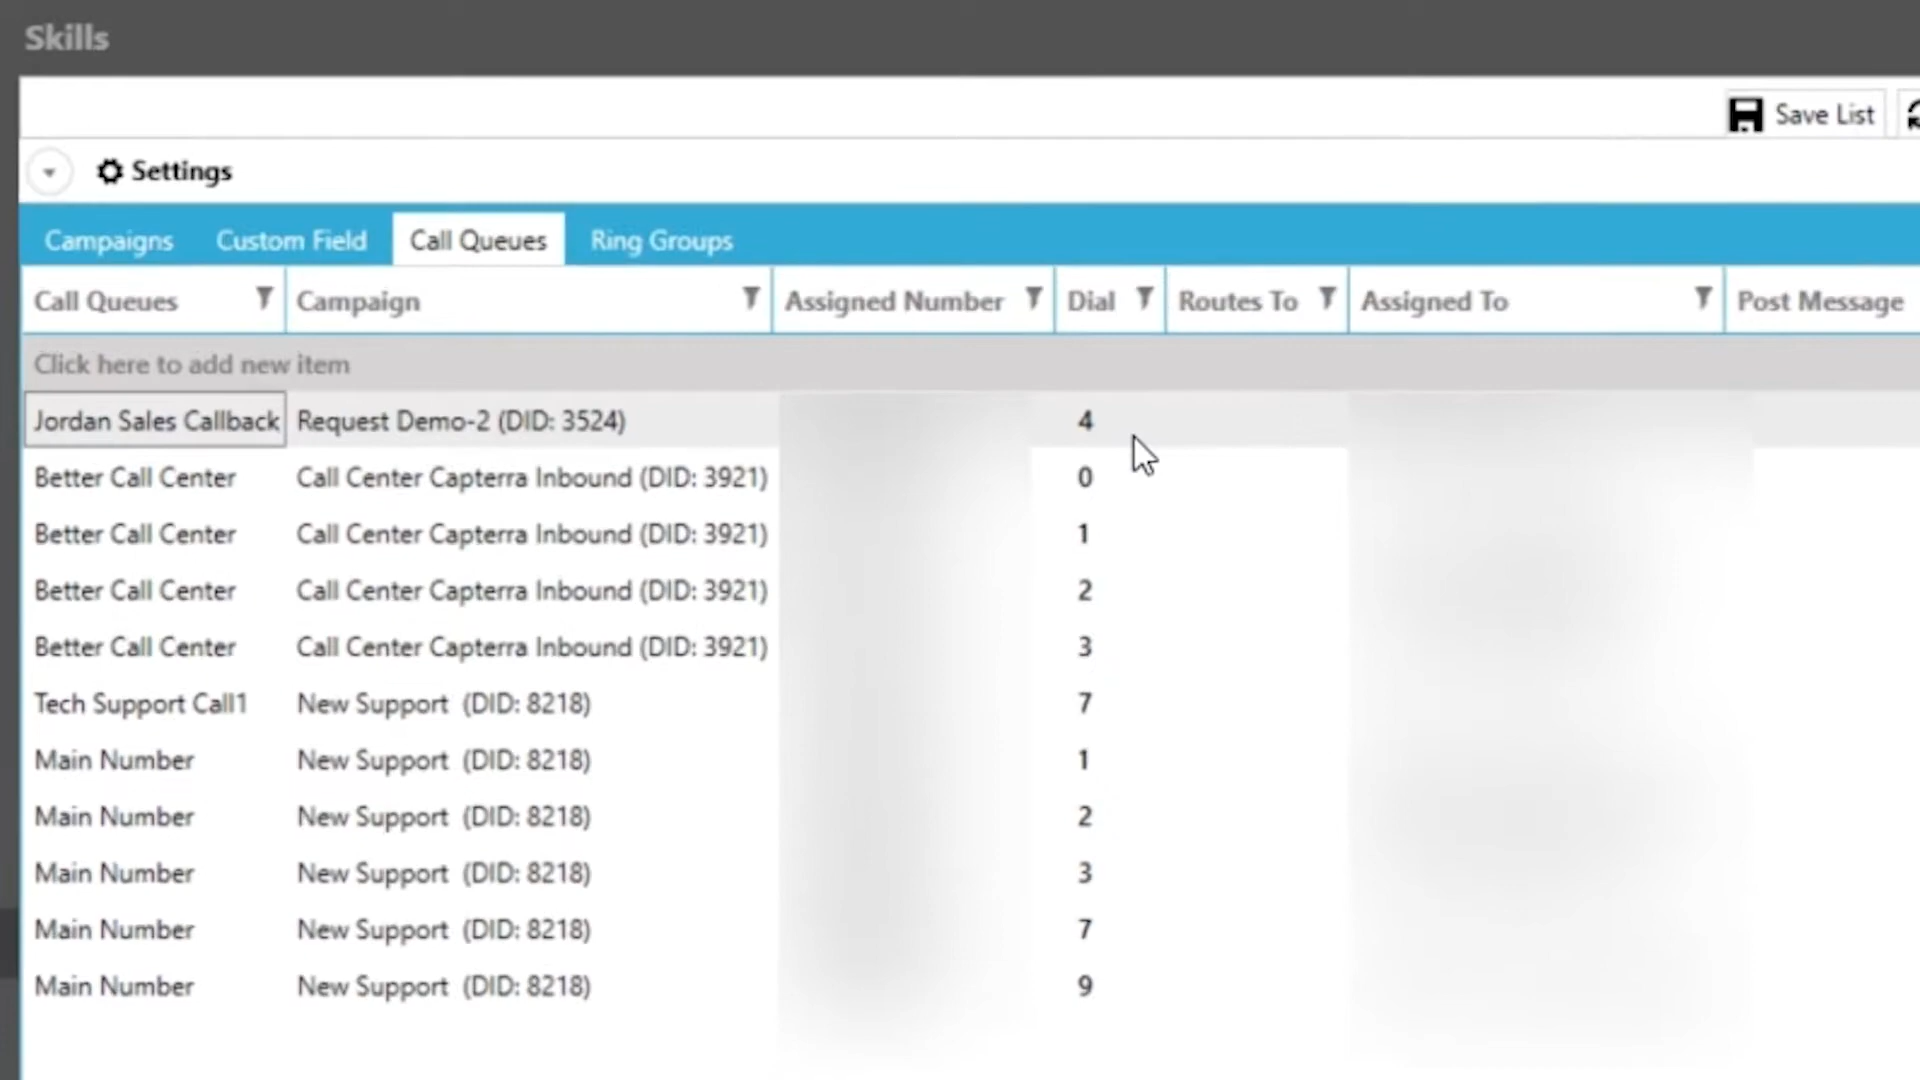 Skills
Save List
Settings
Campaigns Custom Field Call Queues Ring Groups
Call Queues Campaign Assigned Number Dial Routes To Assigned To Post Message
Click here to add new item
Jordan Sales Callback Request Demo-2 (DID: 3524) 4
Better Call Center Call Center Capterra Inbound (DID: 3921) 0
Better Call Center Call Center Capterra Inbound (DID: 3921) 1
Better Call Center Call Center Capterra Inbound (DID: 3921) 2
Better Call Center Call Center Capterra Inbound (DID: 3921) 3
Tech Support Call1 New Support (DID: 8218) 7
Main Number New Support (DID: 8218) 1
Main Number New Support (DID: 8218) 2
Main Number New Support (DID: 8218) 3
Main Number New Support (DID: 8218) 7
Main Number New Support (DID: 8218) 9